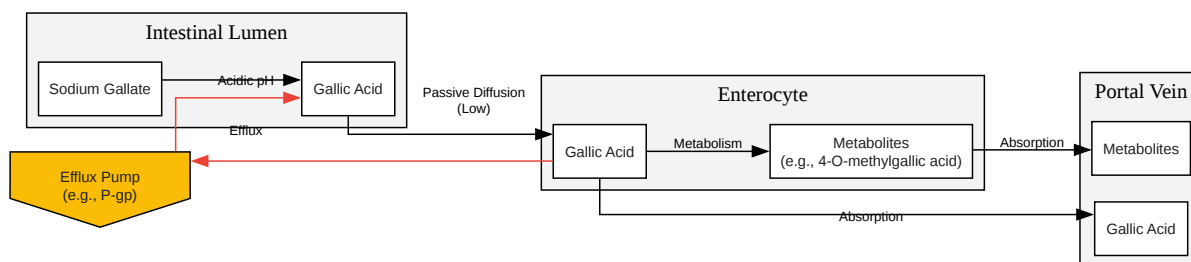 Intestinal Lumen
Sodium Gallate
Acidic pH
Gallic Acid
Efflux
Efflux Pump
(e.g., P-gp)
Passive Diffusion
(Low)
Enterocyte
Gallic Acid
Metabolism
Metabolites
(e.g., 4-O-methylgallic acid)
Absorption
Absorption
Portal Vein
Metabolites
Gallic Acid